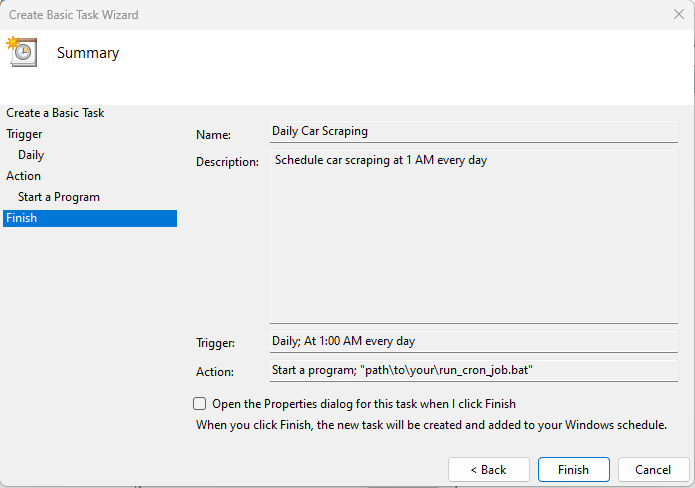 Create Basic Task Wizard
Summary
Create a Basic Task
Trigger
Daily
Action
Start a Program
Finish
Name: Daily Car Scraping
Description: Schedule car scraping at 1 AM every day
Trigger: Daily; At 1:00 AM every day
Action: Start a program; "path\to\your\run_cron_job.bat"
Open the Properties dialog for this task when I click Finish
When you click Finish, the new task will be created and added to your Windows schedule.
< Back Finish Cancel